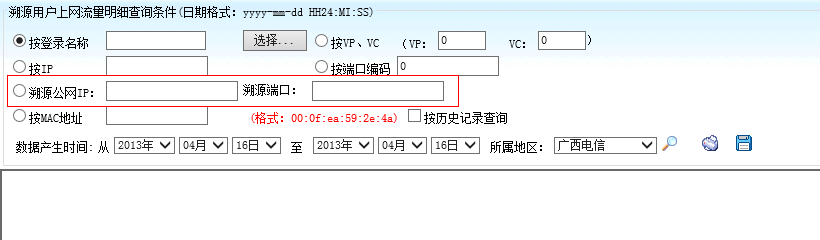 溯源用户上网流量明细查询条件(日期格式: yyyy-mm-dd HH24:MI:SS)
按登录名称 选择... 按VP、VC (VP: 0 VC: 0 )
按IP 按端口编码 0
溯源公网IP: 溯源端口:
按MAC地址 (格式: 00:0f:ea:59:2e:4a) 按历史记录查询
数据产生时间: 从 2013年 04月 16日 至 2013年 04月 16日 所属地区: 广西电信